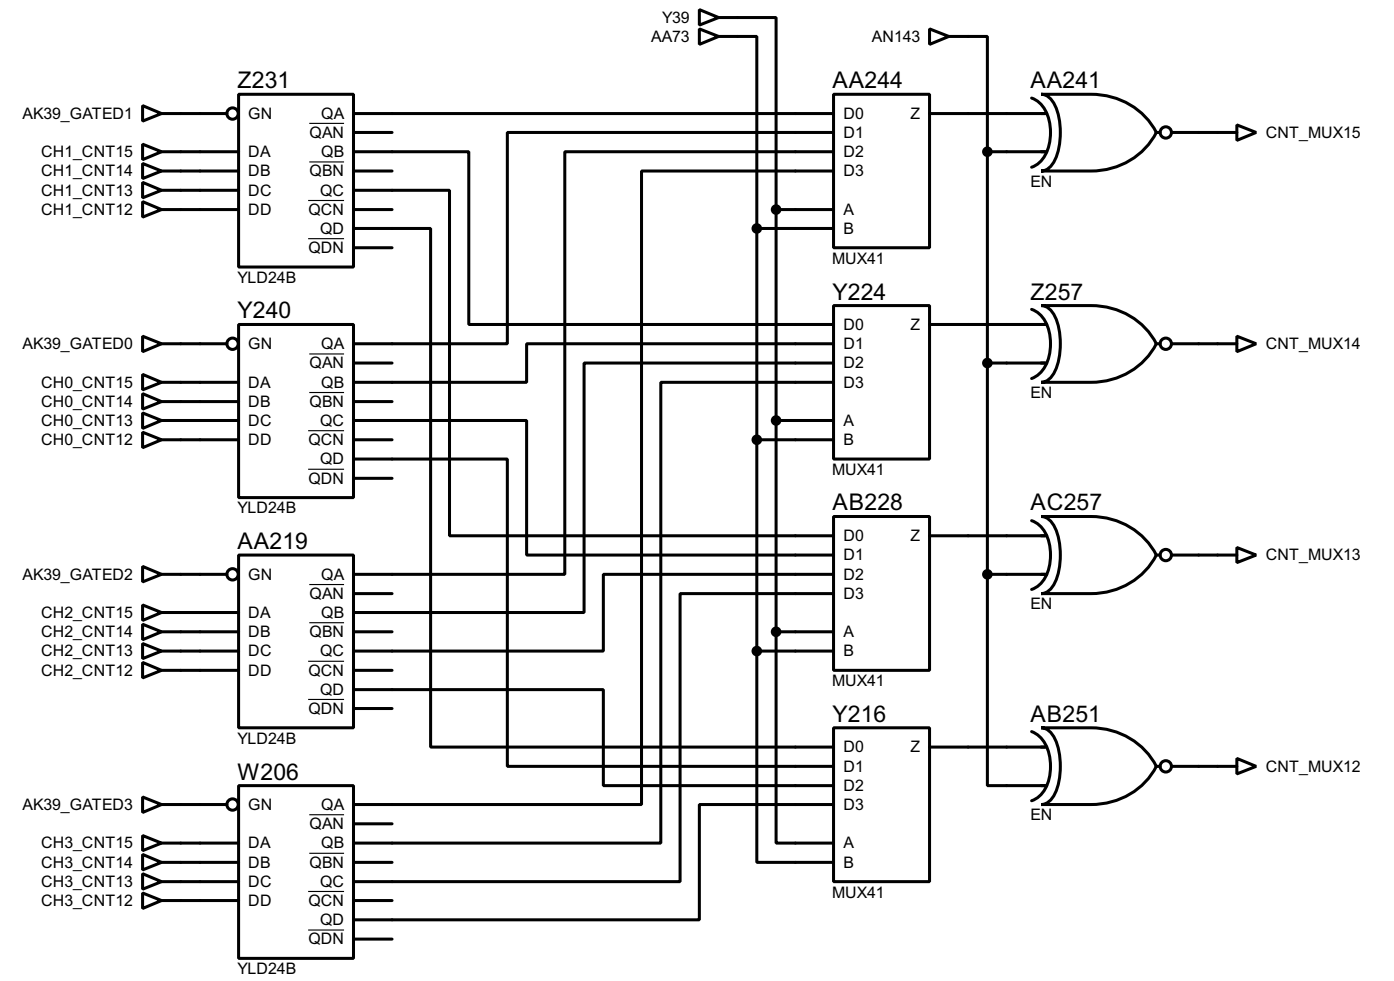 Y39
AA73
AN143
Z231
AA244
AA241
AK39_GATED1
GN
QA
QAN
CH1_CNT15
DA
QB
CH1_CNT14
DB
QBN
CH1_CNT13
DC
QC
CH1_CNT12
DD
QCN
QD
QDN
YLD24B
D0
Z
D1
D2
D3
A
B
MUX41
EN
CNT_MUX15
Y240
Y224
Z257
AK39_GATED0
GN
QA
QAN
CH0_CNT15
DA
QB
CH0_CNT14
DB
QBN
CH0_CNT13
DC
QC
CH0_CNT12
DD
QCN
QD
QDN
YLD24B
D0
Z
D1
D2
D3
A
B
MUX41
EN
CNT_MUX14
AA219
AB228
AC257
AK39_GATED2
GN
QA
QAN
CH2_CNT15
DA
QB
CH2_CNT14
DB
QBN
CH2_CNT13
DC
QC
CH2_CNT12
DD
QCN
QD
QDN
YLD24B
D0
Z
D1
D2
D3
A
B
MUX41
EN
CNT_MUX13
W206
Y216
AB251
AK39_GATED3
GN
QA
QAN
CH3_CNT15
DA
QB
CH3_CNT14
DB
QBN
CH3_CNT13
DC
QC
CH3_CNT12
DD
QCN
QD
QDN
YLD24B
D0
Z
D1
D2
D3
A
B
MUX41
EN
CNT_MUX12